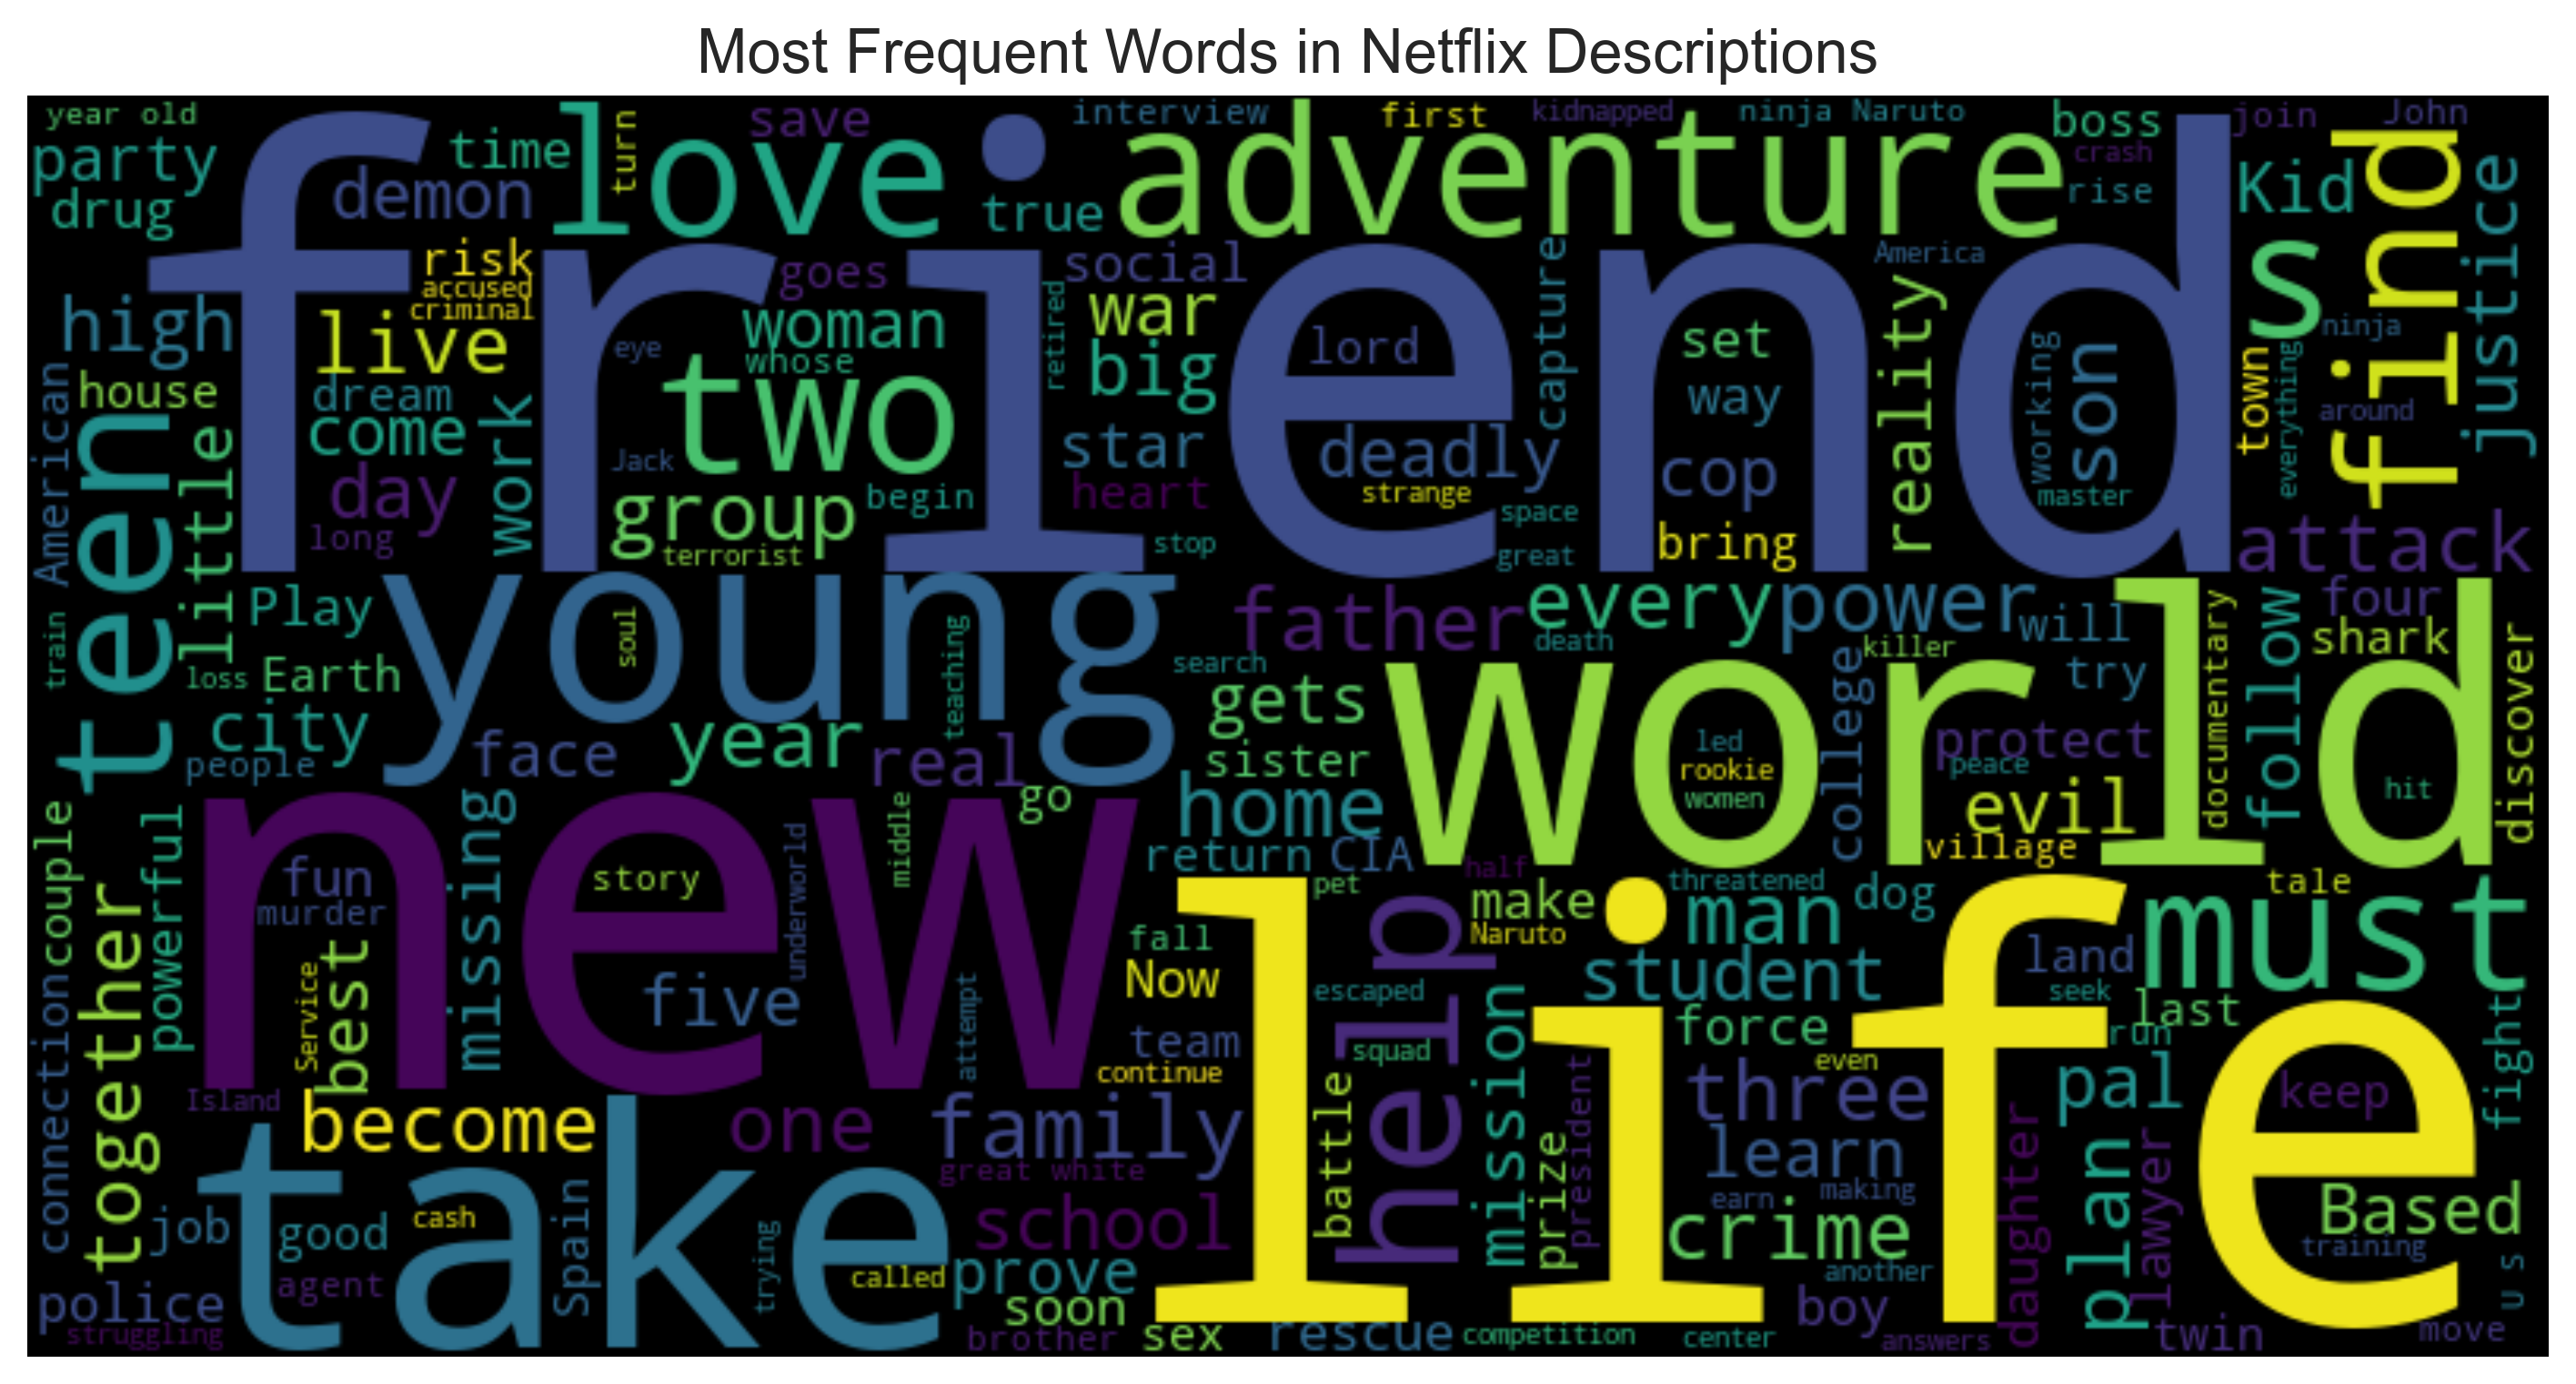 Most Frequent Words in Netflix Descriptions
year old
party
drug
time
turn
love
save
demon
interview
first
kidnapped
ninja Naruto
boss
join
John
crash
true
adventure
rise
Kid
find
justice
friend
risk
accused
criminal
goes
social
capture
America
s
high
live
woman
whose
eye
retired
war
big
lord
set
reality
working
son
ninja
town
everything
around
American
house
teen
little
dream
come
work
two
Jack
star
deadly
way
cop
master
day
long
group
begin
terrorist
heart
strange
stop
space
great
bring
attack
train
Play
young
soul
teaching
father
every
power
will
documentary
follow
four
shark
discover
loss
Earth
search
death
world
killer
try
city
people
face
year
real
gets
sister
led
rookie
women
college
protect
peace
hit
couple
powerful
missing
new
middle
go
home
return
CIA
half
evil
village
together
fun
murder
story
underworld
life
pet
help
make
Naruto
threatened
man
dog
tale
must
connection
Service
best
five
attempt
fall
Now
team
continue
escaped
squad
mission
student
force
even
land
seek
last
run
fight
Island
become
take
one
family
great white
battle
president
three
learn
earn
making
pal
keep
job
good
cash
agent
Spain
trying
called
school
prove
prize
crime
another
daughter
plan
lawyer
Based
training
u s
police
struggling
soon
brother
sex
rescue
competition
center
boy
answers
twin
move